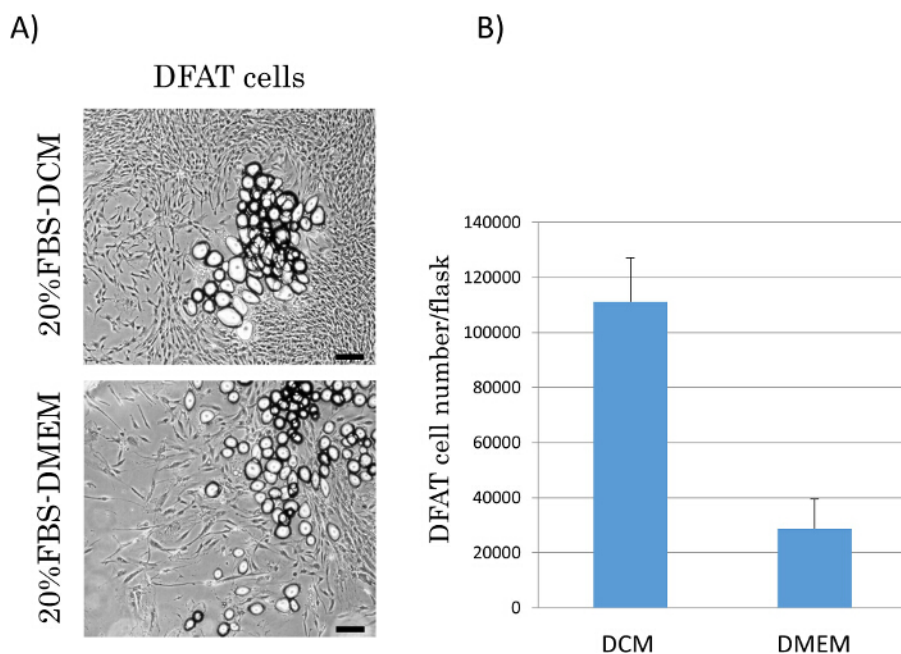 A)
DFAT cells
20%FBS-DCM
20%FBS-DMEM
B)
DFAT cell number/flask
140000
120000
100000
80000
60000
40000
20000
0
DCM
DMEM